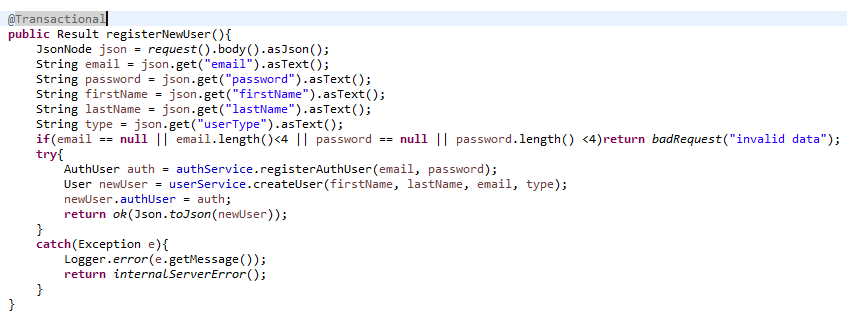 @Transactional
public Result registerNewUser(){
    JsonNode json = request().body().asJson();
    String email = json.get("email").asText();
    String password = json.get("password").asText();
    String firstName = json.get("firstName").asText();
    String lastName = json.get("lastName").asText();
    String type = json.get("userType").asText();
    if(email == null || email.length()<4 || password == null || password.length() <4)return badRequest("invalid data");
    try{
        AuthUser auth = authService.registerAuthUser(email, password);
        User newUser = userService.createUser(firstName, lastName, email, type);
        newUser.authUser = auth;
        return ok(Json.toJson(newUser));
    }
    catch(Exception e){
        Logger.error(e.getMessage());
        return internalServerError();
    }
}